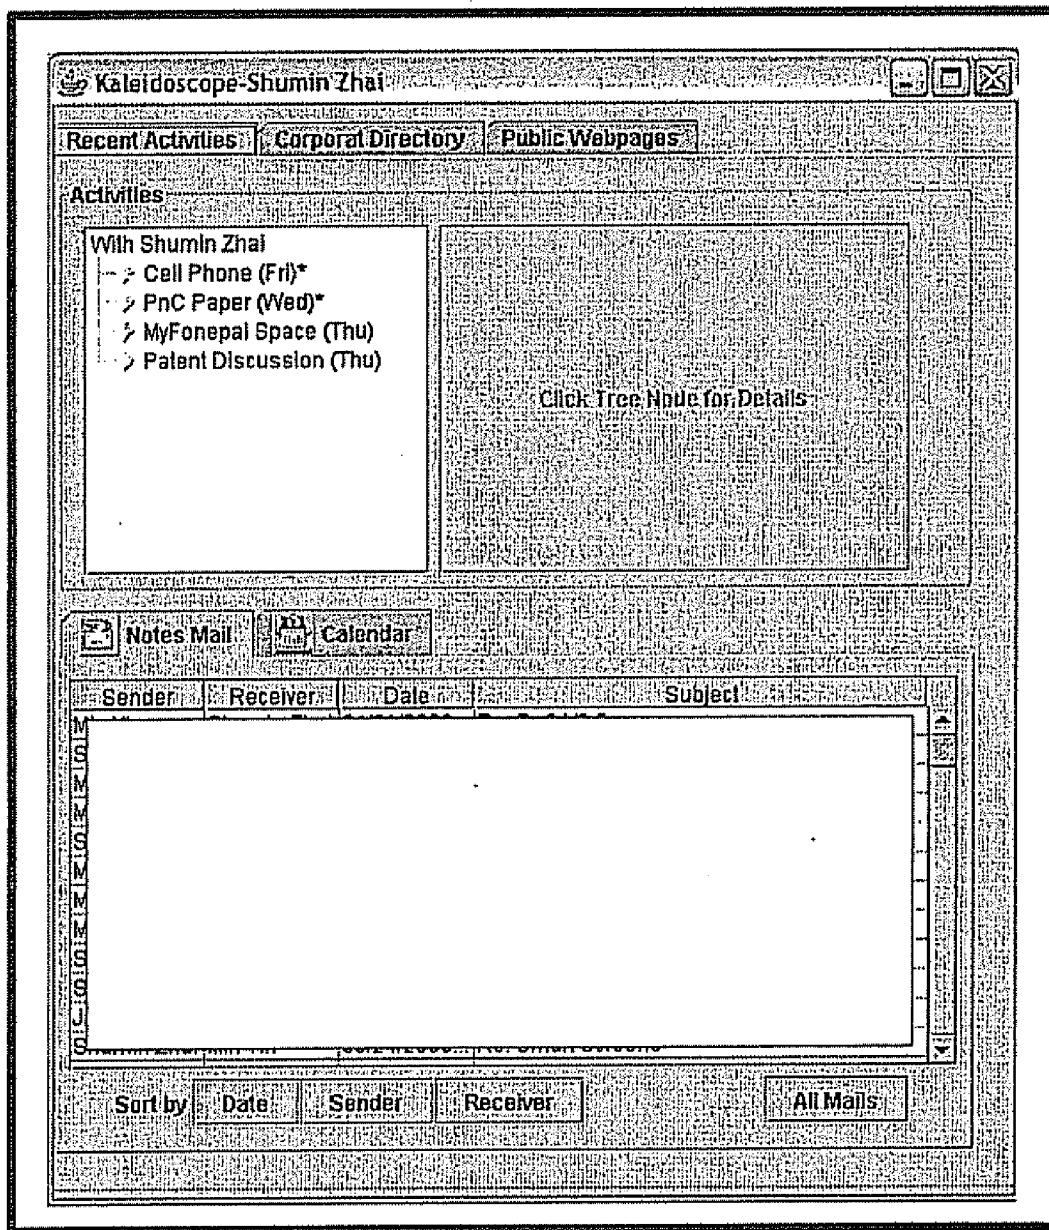 Kaleidoscope-Shumin Zhai
Recent Activities Corporat Directory Public Webpages
Activities
With Shumin Zhai
Cell Phone (Fri)*
PnC Paper (Wed)*
MyFonepal Space (Thu)
Patent Discussion (Thu)
Click Tree Node for Details
Notes Mail Calendar
Sender Receiver Date Subject
M
S
M
M
S
M
M
M
S
S
J
S
Sort by Date Sender Receiver All Mails